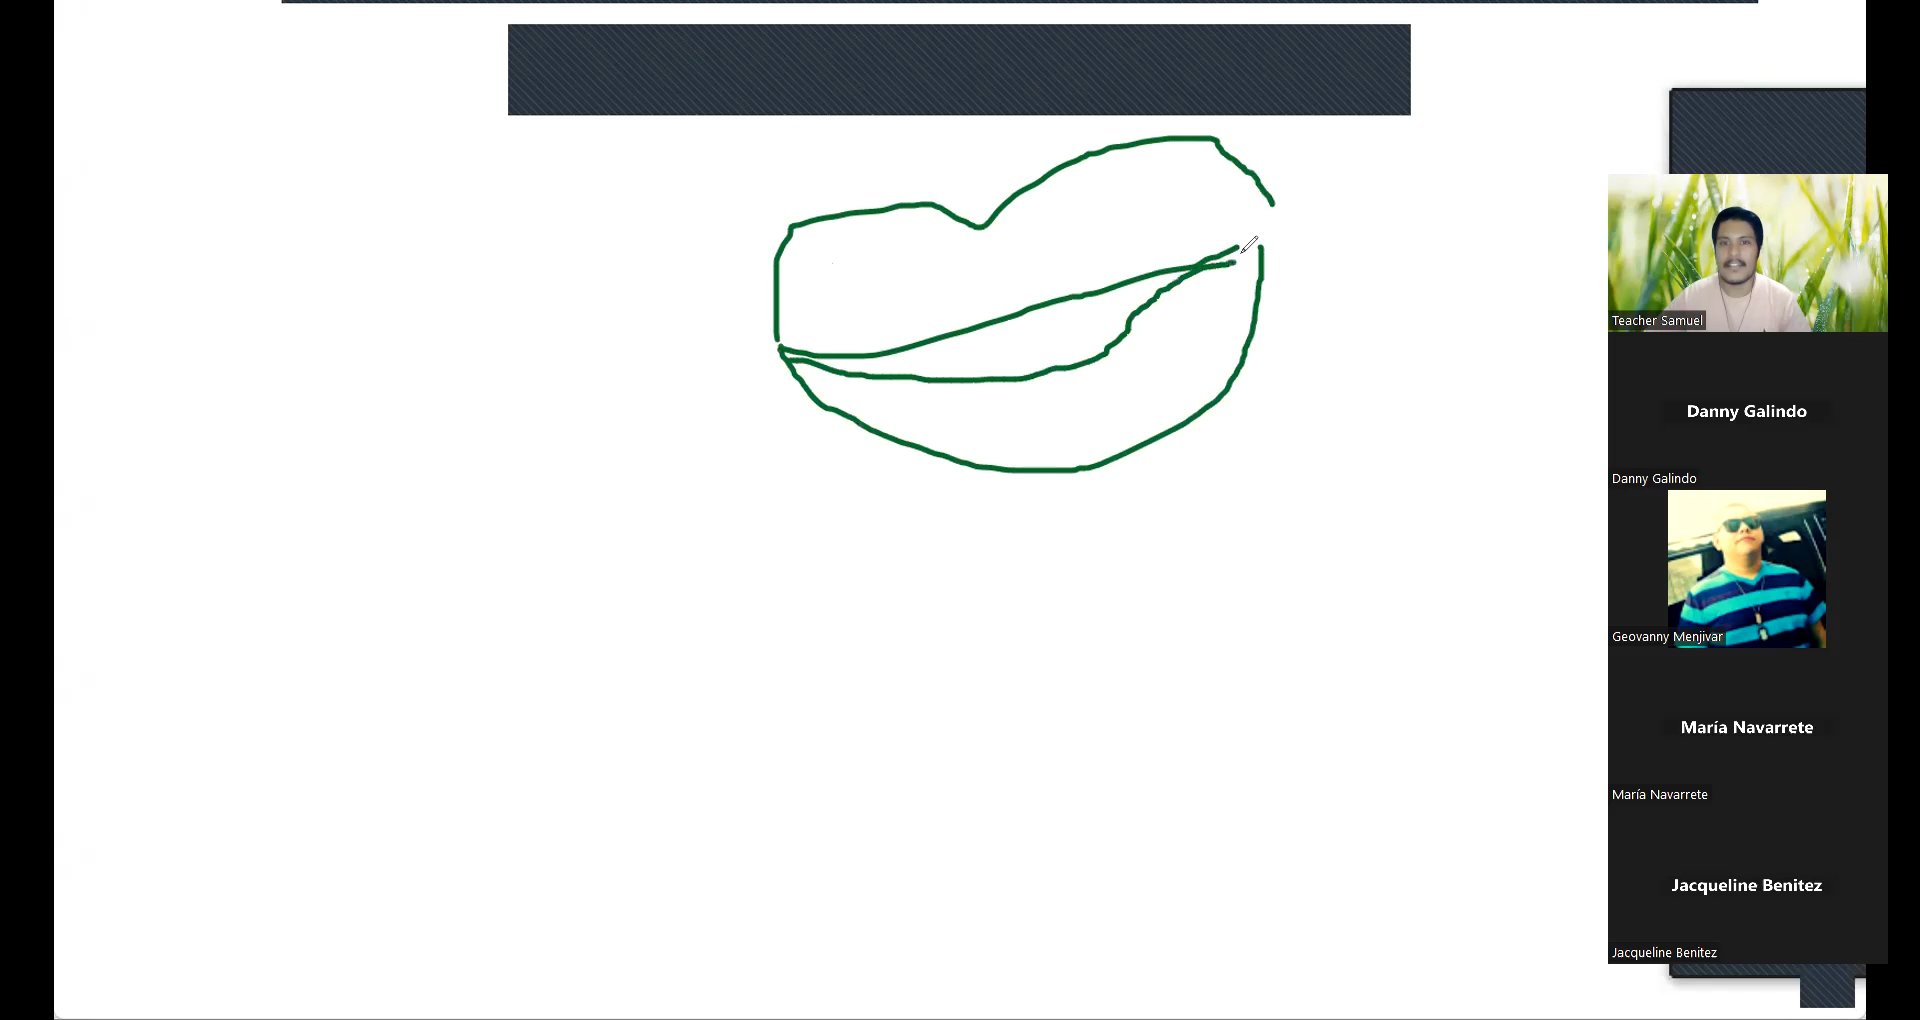 Teacher Samuel
Danny Galindo
Danny Galindo
Geovanny Menjivar
María Navarrete
María Navarrete
Jacqueline Benitez
Jacqueline Benitez